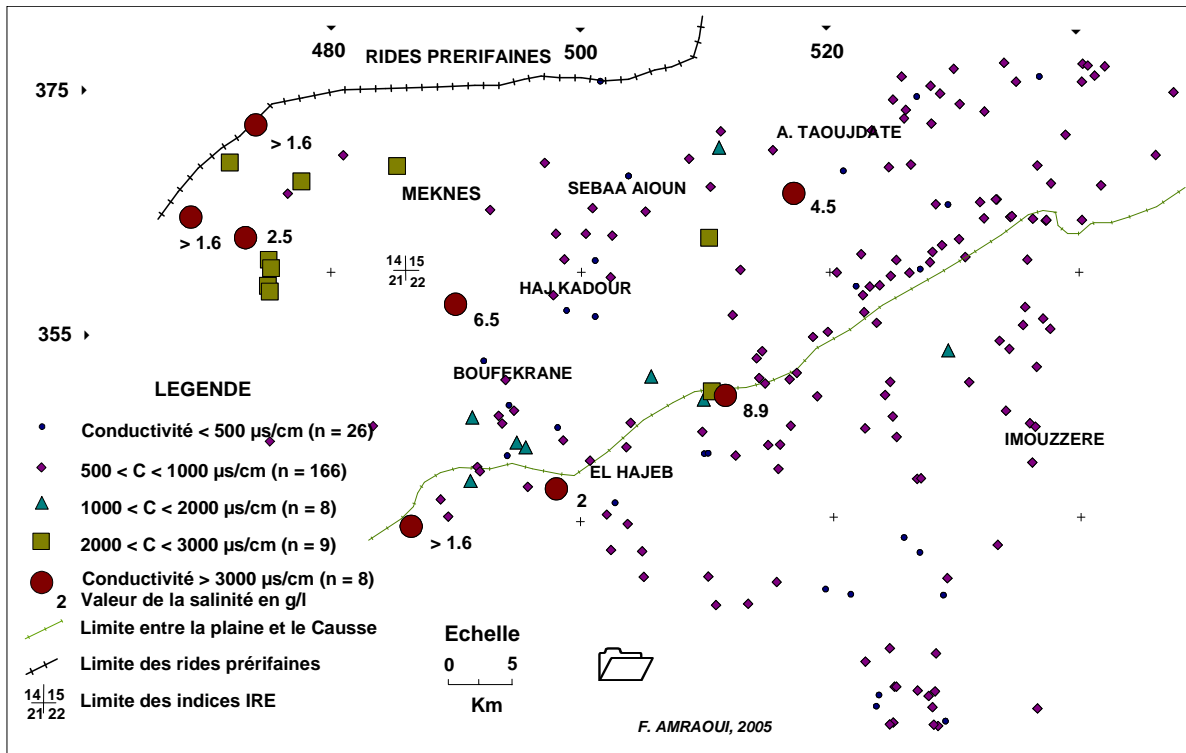 480
500
520
RIDES PRERIFAINES
375
A. TAOUJDATE
> 1.6
MEKNES
SEBAA AIOUN
4.5
> 1.6
2.5
14 15
21 22
HAJ KADOUR
6.5
355
BOUFEKRANE
LEGENDE
8.9
Conductivité < 500 µs/cm (n = 26)
IMOUZZERE
500 < C < 1000 µs/cm (n = 166)
EL HAJEB
2
1000 < C < 2000 µs/cm (n = 8)
> 1.6
2000 < C < 3000 µs/cm (n = 9)
Conductivité > 3000 µs/cm (n = 8)
2 Valeur de la salinité en g/l
Limite entre la plaine et le Causse
Echelle
0 5
Km
Limite des rides prérifaines
14 15
21 22
Limite des indices IRE
F. AMRAOUI, 2005